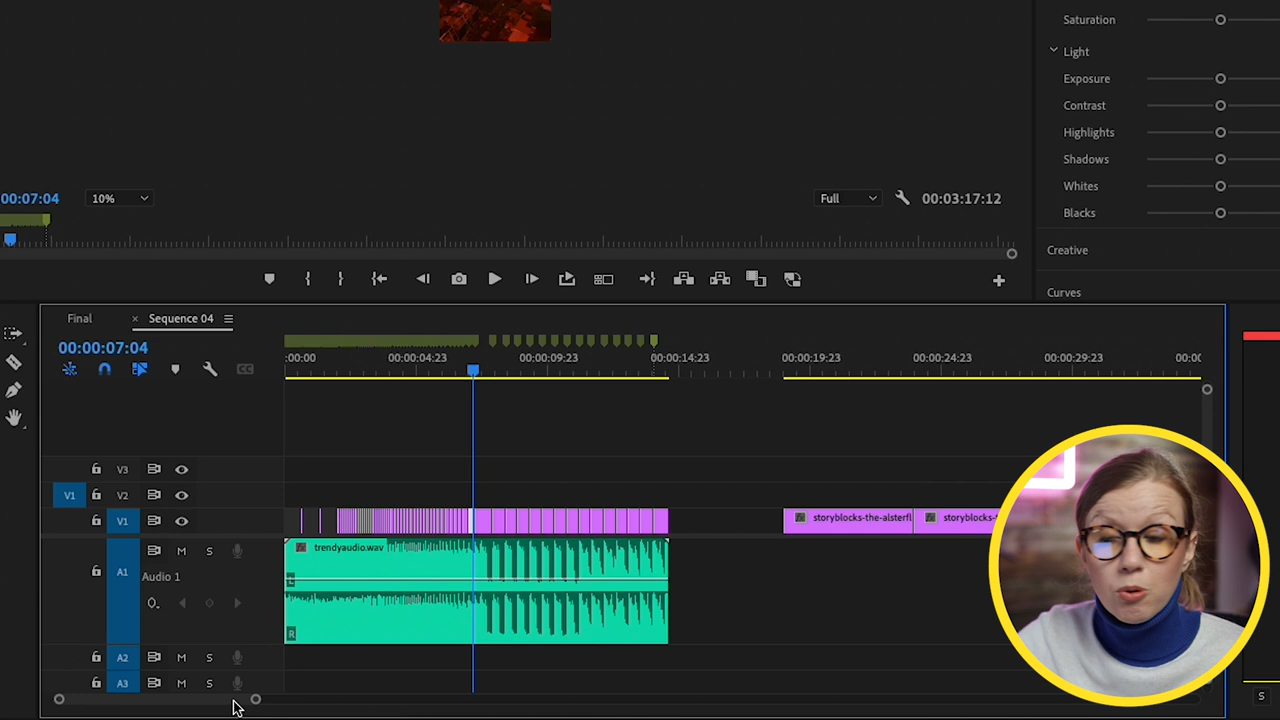 Saturation
Light
Exposure
Contrast
Highlights
Shadows
Whites
Blacks
Creative
Curves
00:07:04
10%
Full
00:03:17:12
Final
× Sequence 04
00:00:07:04
:00:00
00:00:04:23
00:00:09:23
00:00:14:23
00:00:19:23
00:00:24:23
00:00:29:23
00:00
CC
V3
V1 V2
V1
storyblocks-the-alsterfl
storyblocks-t
A1
M S
Audio 1
trendyaudio.wav
L
R
A2 M S
A3 M S
S